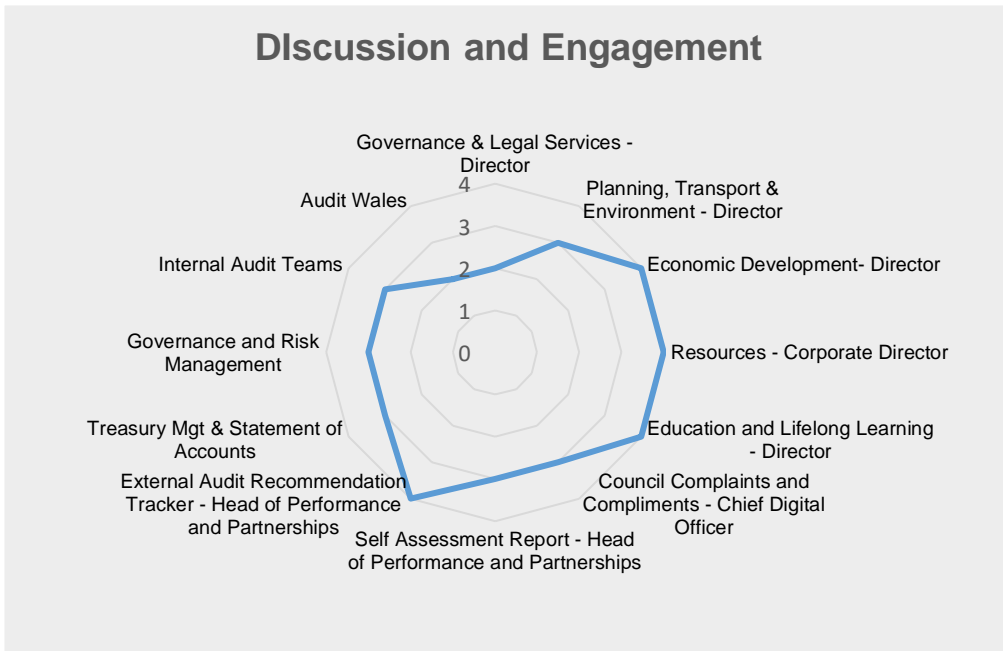 DIscussion and Engagement
Governance & Legal Services -
Director
Planning, Transport &
Environment - Director
Economic Development- Director
Resources - Corporate Director
Education and Lifelong Learning
- Director
Council Complaints and
Compliments - Chief Digital
Officer
Self Assessment Report - Head
of Performance and Partnerships
External Audit Recommendation
Tracker - Head of Performance
and Partnerships
Treasury Mgt & Statement of
Accounts
Governance and Risk
Management
Internal Audit Teams
Audit Wales
4
3
2
1
0